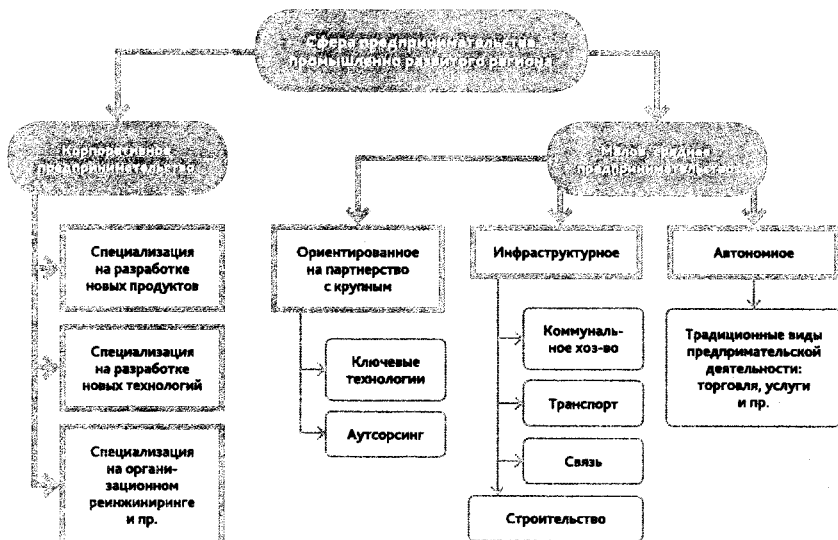 Сфера предпринимательства
промышленно развитого региона
Корпоративное
предпринимательство
Малое, среднее
предпринимательство
Специализация
на разработке
новых продуктов
Специализация
на разработке
новых технологий
Специализация
на органи-
зационном
реинжиниринге
и пр.
Ориентированное
на партнерство
с крупным
Ключевые
технологии
Аутсорсинг
Инфраструктурное
Коммуналь-
ное хоз-во
Транспорт
Связь
Строительство
Автономное
Традиционные виды
предпримательской
деятельности:
торговля, услуги
и пр.